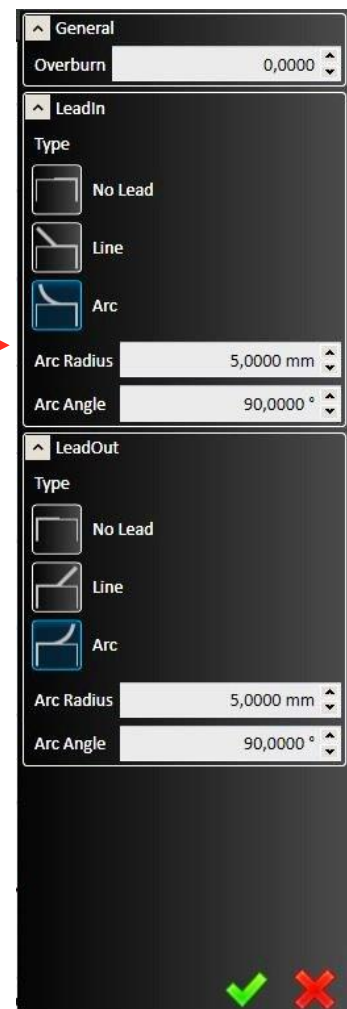 General
Overburn 0,0000
LeadIn
Type
No Lead
Line
Arc
Arc Radius 5,0000 mm
Arc Angle 90,0000 °
LeadOut
Type
No Lead
Line
Arc
Arc Radius 5,0000 mm
Arc Angle 90,0000 °